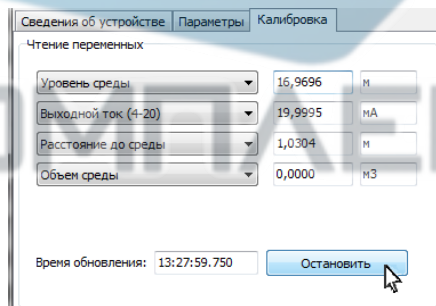 Сведения об устройстве Параметры Калибровка
Чтение переменных
Уровень среды 16,9696 м
Выходной ток (4-20) 19,9995 мА
Расстояние до среды 1,0304 м
Объем среды 0,0000 м3
Время обновления: 13:27:59.750 Остановить